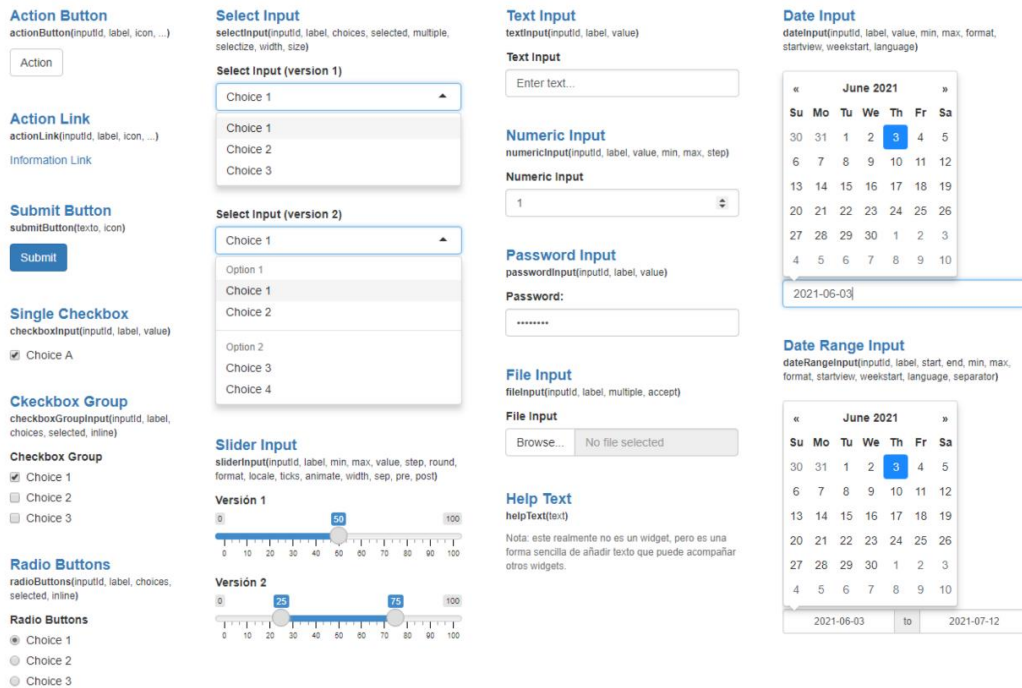 Action Button
actionButton(inputId, label, icon, ...)
Action
Action Link
actionLink(inputId, label, icon, ...)
Information Link
Submit Button
submitButton(texto, icon)
Submit
Single Checkbox
checkboxInput(inputId, label, value)
Choice A
Ckeckbox Group
checkboxGroupInput(inputId, label,
choices, selected, inline)
Checkbox Group
Choice 1
Choice 2
Choice 3
Radio Buttons
radioButtons(inputId, label, choices,
selected, inline)
Radio Buttons
Choice 1
Choice 2
Choice 3
Select Input
selectInput(inputId, label, choices, selected, multiple,
selectize, width, size)
Select Input (version 1)
Choice 1
Choice 1
Choice 2
Choice 3
Select Input (version 2)
Choice 1
Option 1
Choice 1
Choice 2
Option 2
Choice 3
Choice 4
Slider Input
sliderInput(inputId, label, min, max, value, step, round,
format, locale, ticks, animate, width, sep, pre, post)
Versión 1
0 50 100
0 10 20 30 40 50 60 70 80 90 100
Versión 2
0 25 75 100
0 10 20 30 40 50 60 70 80 90 100
Text Input
textInput(inputId, label, value)
Text Input
Enter text...
Numeric Input
numericInput(inputId, label, value, min, max, step)
Numeric Input
1
Password Input
passwordInput(inputId, label, value)
Password:
••••••••
File Input
fileInput(inputId, label, multiple, accept)
File Input
Browse... No file selected
Help Text
helpText(text)
Nota: este realmente no es un widget, pero es una
forma sencilla de añadir texto que puede acompañar
otros widgets.
Date Input
dateInput(inputId, label, value, min, max, format,
startview, weekstart, language)
« June 2021 »
Su Mo Tu We Th Fr Sa
30 31 1 2 3 4 5
6 7 8 9 10 11 12
13 14 15 16 17 18 19
20 21 22 23 24 25 26
27 28 29 30 1 2 3
4 5 6 7 8 9 10
2021-06-03
Date Range Input
dateRangeInput(inputId, label, start, end, min, max,
format, startview, weekstart, language, separator)
« June 2021 »
Su Mo Tu We Th Fr Sa
30 31 1 2 3 4 5
6 7 8 9 10 11 12
13 14 15 16 17 18 19
20 21 22 23 24 25 26
27 28 29 30 1 2 3
4 5 6 7 8 9 10
2021-06-03 to 2021-07-12